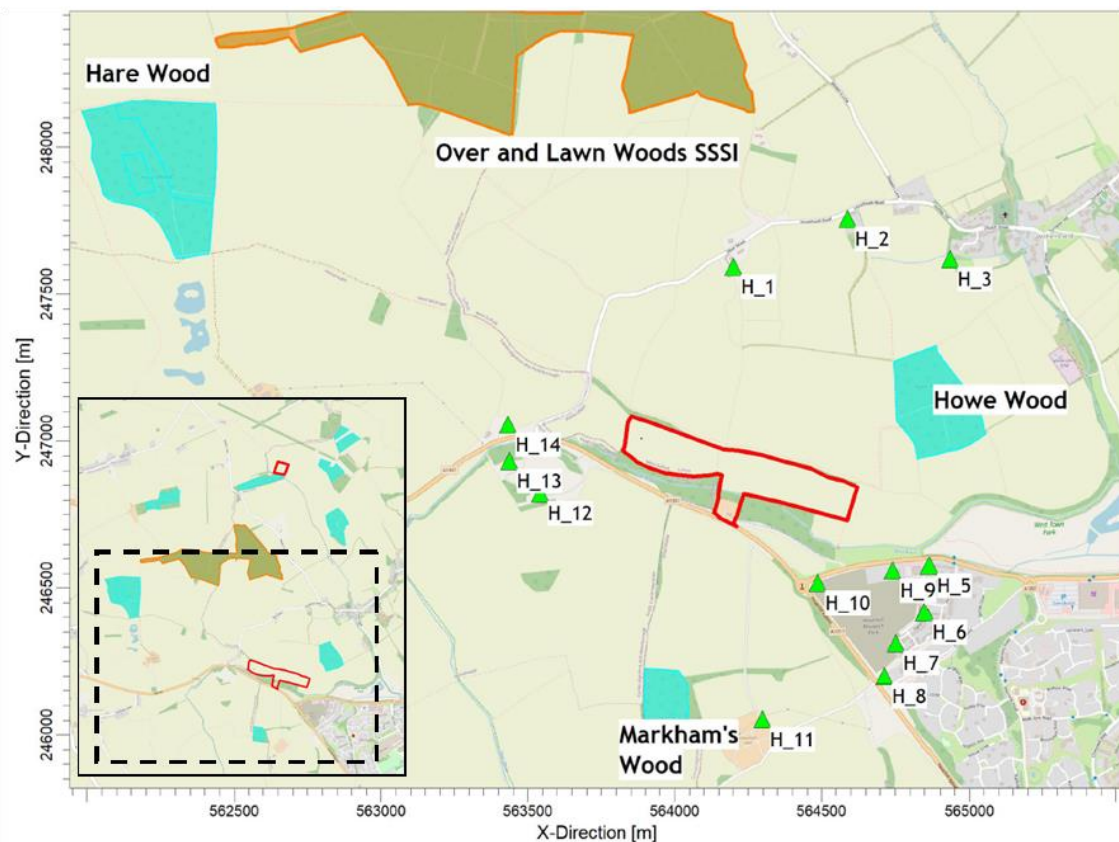 Hare Wood
Over and Lawn Woods SSSI
H_2
H_1
H_3
Howe Wood
H_14
H_13
H_12
H_9
H_5
H_10
H_6
H_7
H_8
H_11
Markham's
Wood
Y-Direction [m]
248000
247500
247000
246500
246000
562500
563000
563500
564000
564500
565000
X-Direction [m]